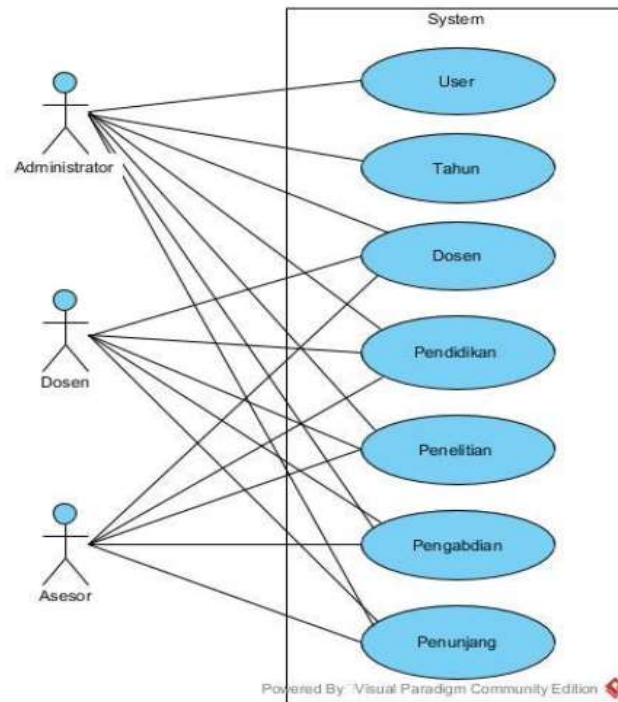 System
User
Administrator
Tahun
Dosen
Dosen
Pendidikan
Penelitian
Asesor
Pengabdian
Penunjang
Powered By Visual Paradigm Community Edition